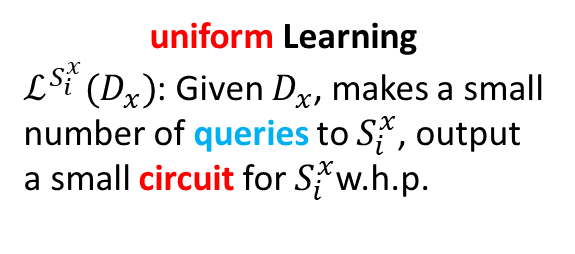 uniform Learning
ℒ^{S_i^x}(D_x): Given D_x, makes a small
number of queries to S_i^x, output
a small circuit for S_i^x w.h.p.